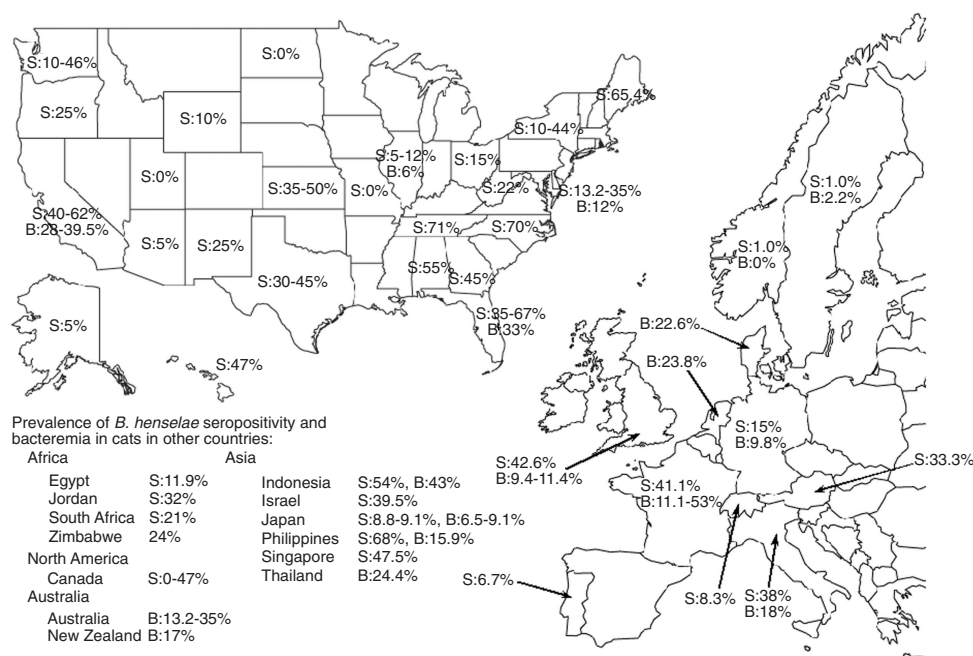 S:0%
S:10-46%
S:65.4%
S:25%
S:10%
S:10-44%
S:5-12%
B:6%
S:15%
S:0%
S:35-50%
S:0%
S:22%
S:13.2-35%
B:12%
S:40-62%
B:28-39.5%
S:5%
S:25%
S:71%
S:70%
S:30-45%
S:55%
S:45%
S:35-67%
B:33%
S:5%
S:47%
S:1.0%
B:2.2%
S:1.0%
B:0%
B:22.6%
B:23.8%
S:15%
B:9.8%
S:42.6%
B:9.4-11.4%
S:41.1%
B:11.1-53%
S:33.3%
S:6.7%
S:8.3%
S:38%
B:18%
Prevalence of B. henselae seropositivity and
bacteremia in cats in other countries:
Africa
Egypt S:11.9%
Jordan S:32%
South Africa S:21%
Zimbabwe 24%
North America
Canada S:0-47%
Australia
Australia B:13.2-35%
New Zealand B:17%
Asia
Indonesia S:54%, B:43%
Israel S:39.5%
Japan S:8.8-9.1%, B:6.5-9.1%
Philippines S:68%, B:15.9%
Singapore S:47.5%
Thailand B:24.4%